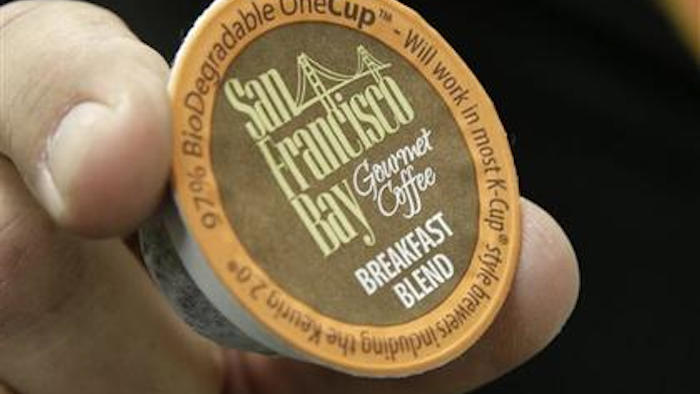 97% BioDegradable OneCup™ - Will work in most K-Cup® style brewers including the Keurig 2.0®
San
Francisco
Bay
Gourmet
Coffee
BREAKFAST
BLEND